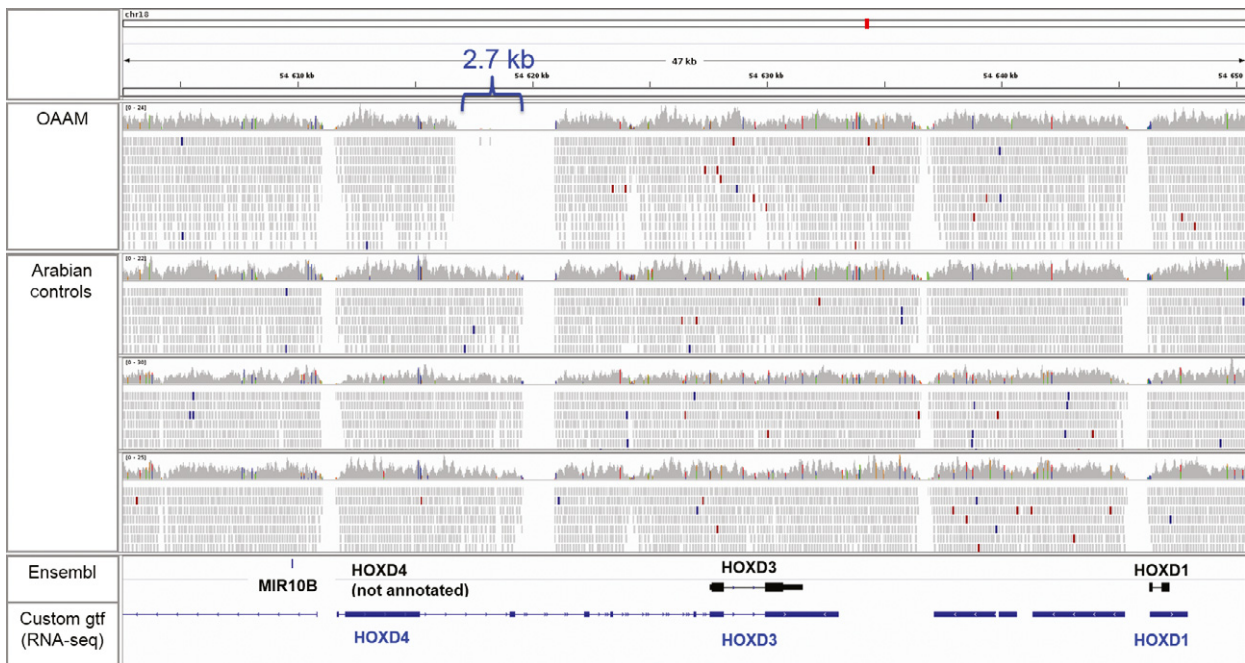 chr18
2.7 kb
47 kb
54 610 kb
54 620 kb
54 630 kb
54 640 kb
54 650
OAAM
[0 - 24]
Arabian
controls
[0 - 22]
[0 - 25]
Ensembl
MIR10B
HOXD4
(not annotated)
HOXD3
HOXD1
Custom gtf
(RNA-seq)
HOXD4
HOXD3
HOXD1